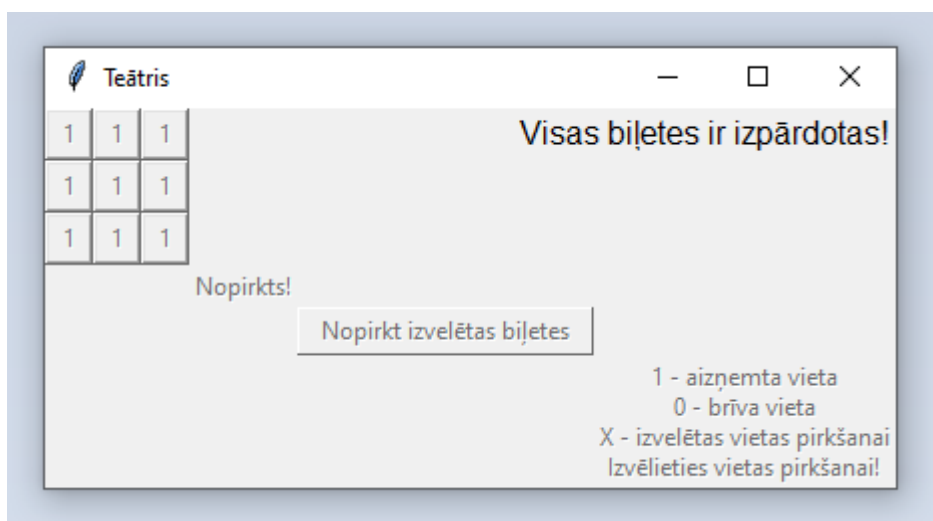 Teātris
1 1 1 Visas biļetes ir izpārdotas!
1 1 1
1 1 1
Nopirkts!
Nopirkt izvelētas biļetes
1 - aizņemta vieta
0 - brīva vieta
X - izvelētas vietas pirkšanai
Izvēlieties vietas pirkšanai!